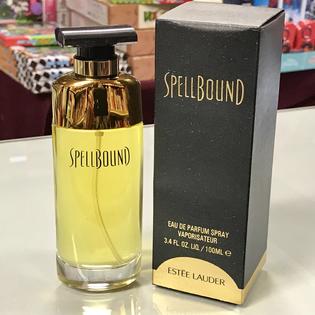 SPELLBOUND
SPELLBOUND
EAU DE PARFUM SPRAY
VAPORISATEUR
3.4 FL. OZ. LIQ. / 100ML e
ESTĒE LAUDER